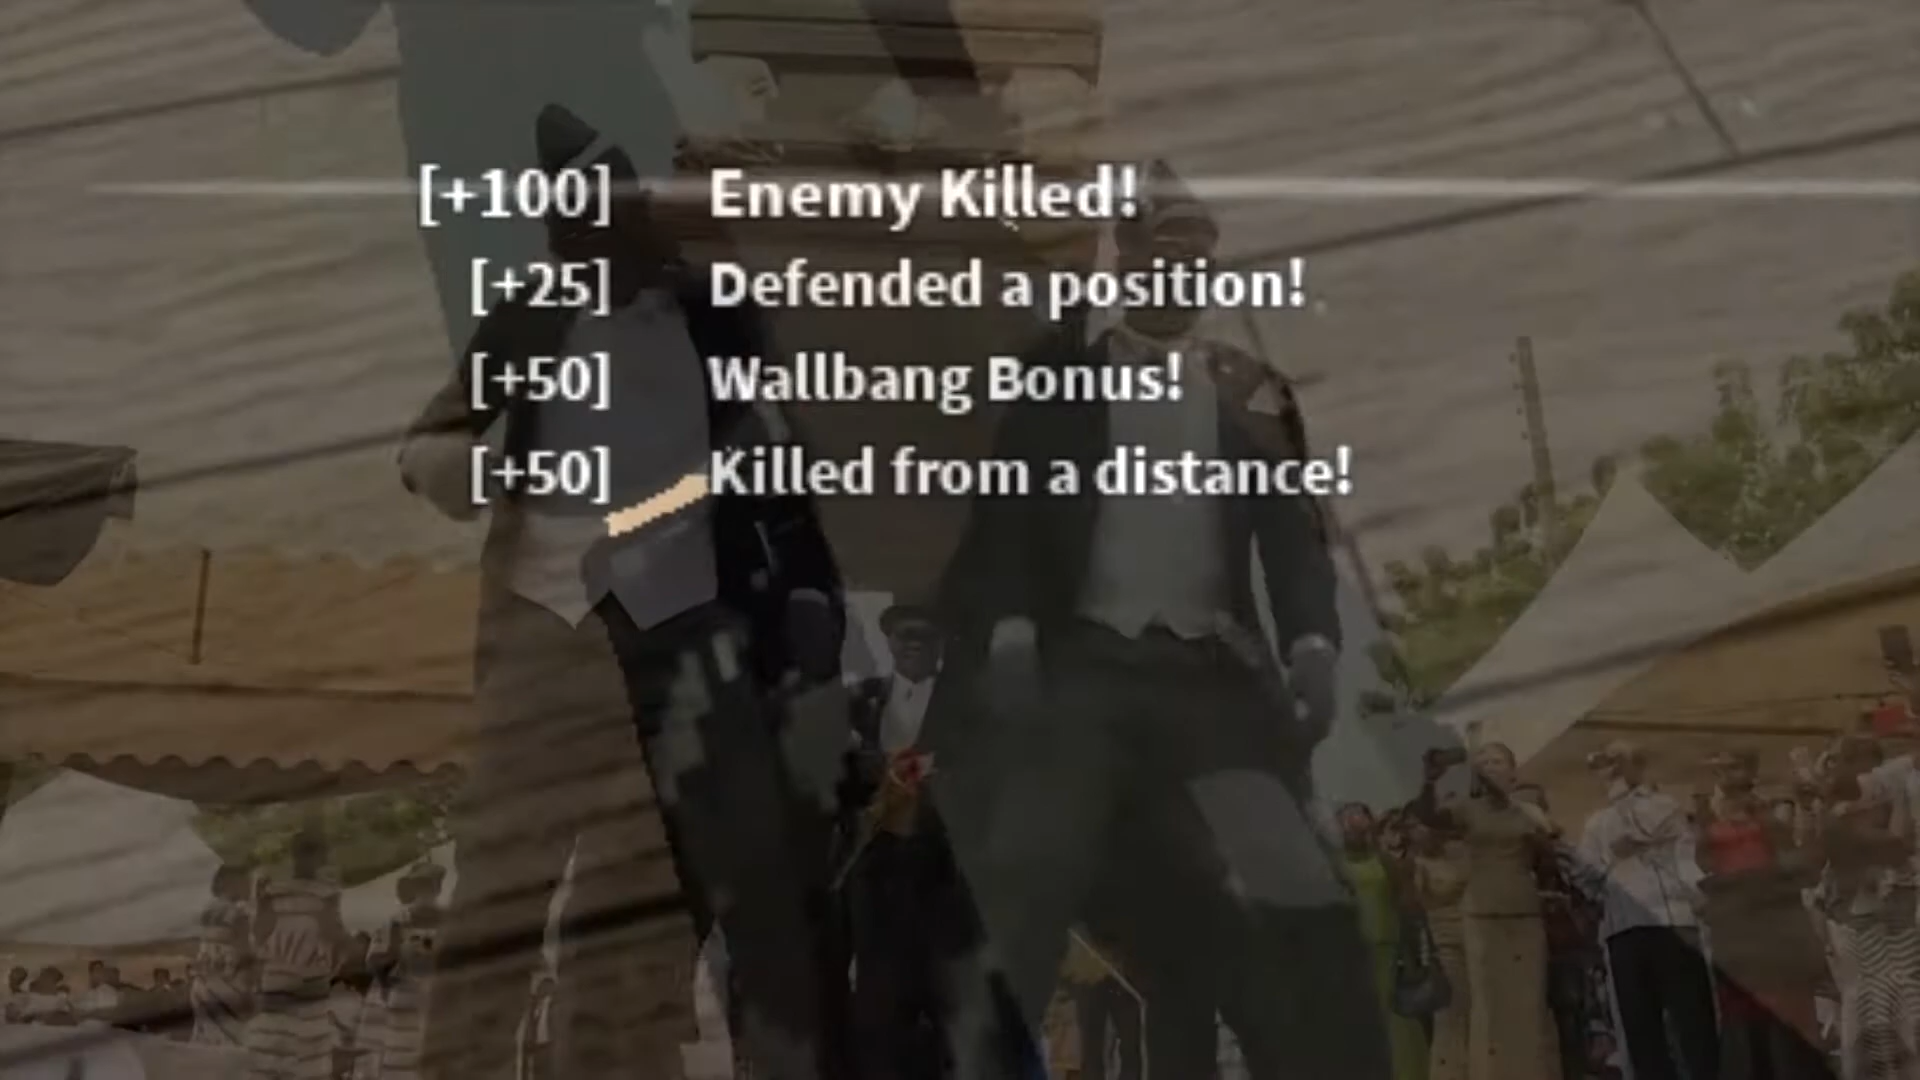 [+100] Enemy Killed!
[+25] Defended a position!
[+50] Wallbang Bonus!
[+50] Killed from a distance!